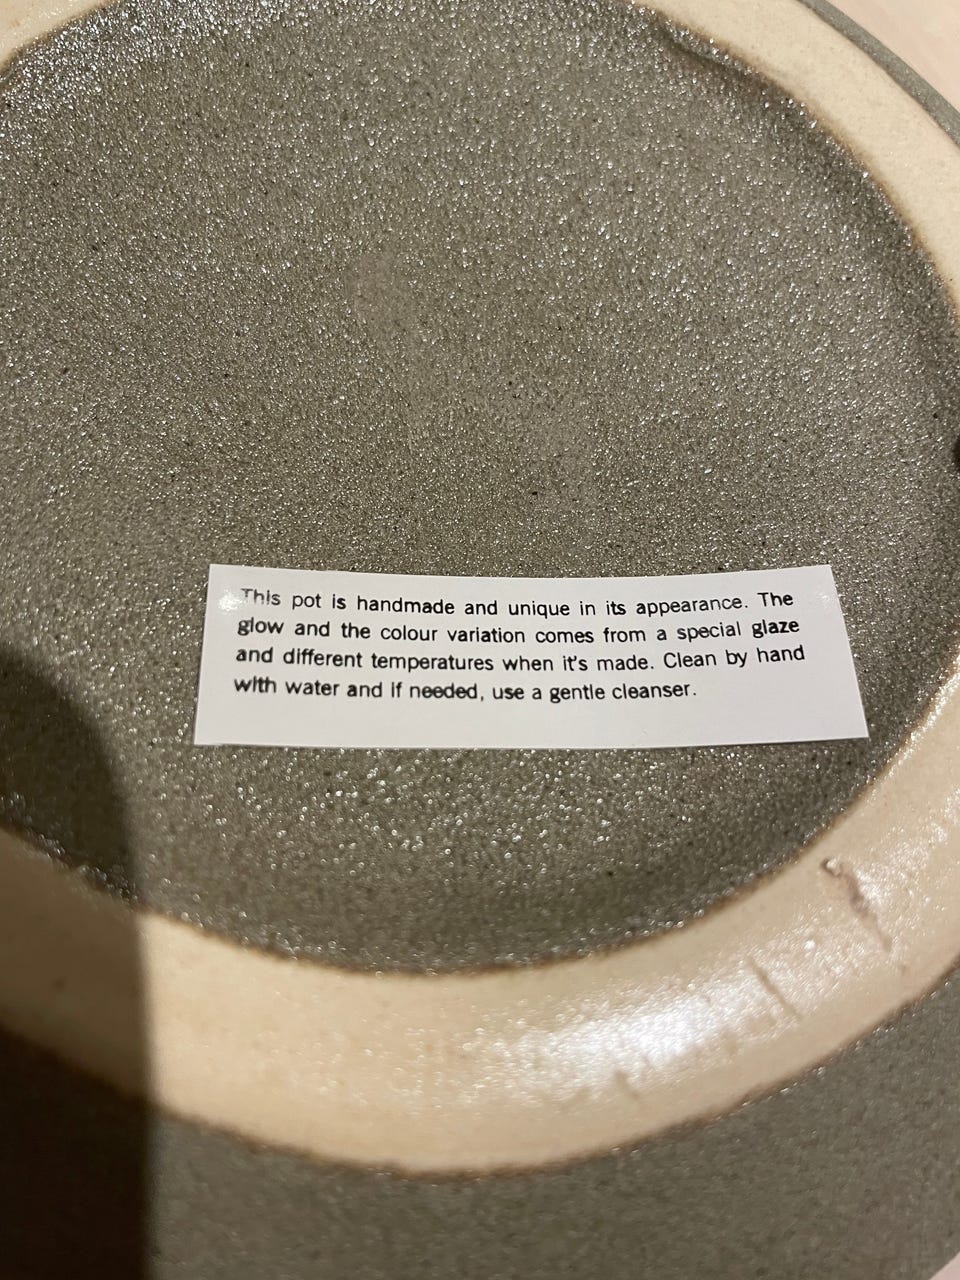 This pot is handmade and unique in its appearance. The
glow and the colour variation comes from a special glaze
and different temperatures when it's made. Clean by hand
with water and if needed, use a gentle cleanser.